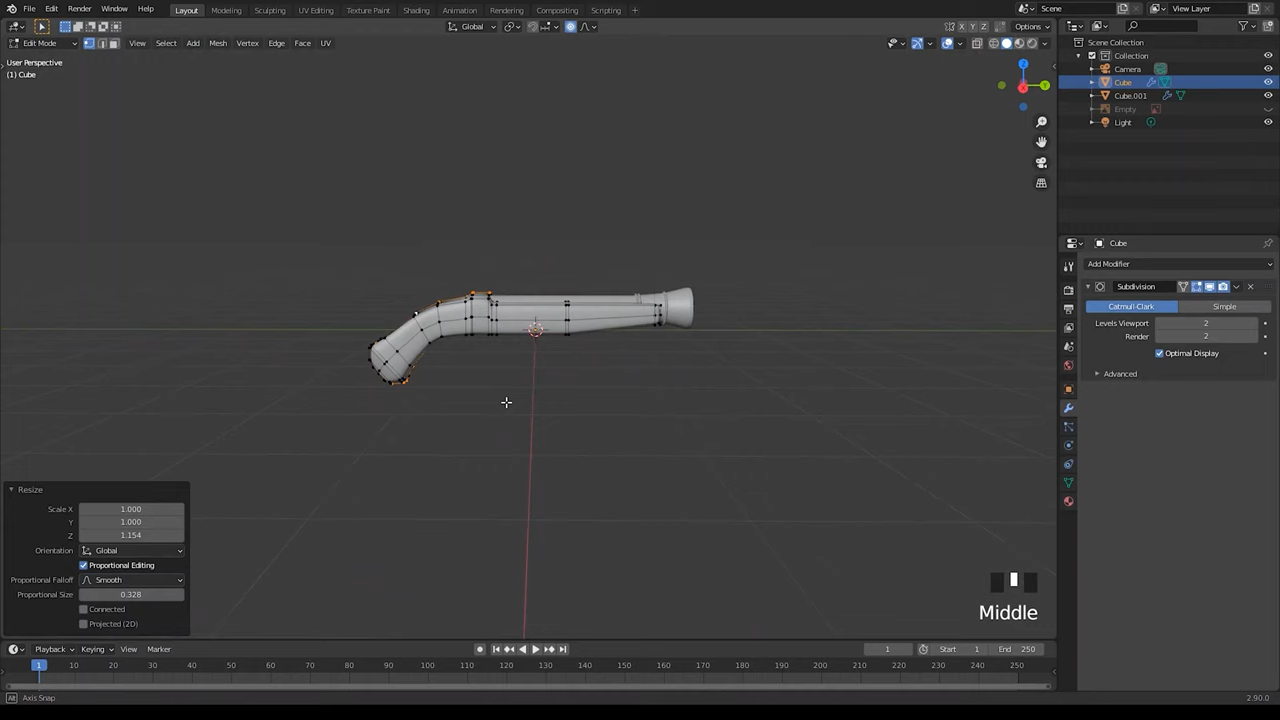 File Edit Render Window Help Layout Modeling Sculpting UV Editing Texture Paint Shading Animation Rendering Compositing Scripting + Scene View Layer
Global X Y Z Options
Edit Mode View Select Add Mesh Vertex Edge Face UV
User Perspective
(1) Cube
Z
Y
X
Scene Collection
Collection
Camera
Cube
Cube.001
Empty
Light
Cube
Add Modifier
Subdivision
Catmull-Clark Simple
Levels Viewport 2
Render 2
Optimal Display
Advanced
Resize
Scale X 1.000
Y 1.000
Z 1.154
Orientation Global
Proportional Editing
Proportional Falloff Smooth
Proportional Size 0.328
Connected
Projected (2D)
Middle
Playback Keying View Marker 1 Start 1 End 250
1 10 20 30 40 50 60 70 80 90 100 110 120 130 140 150 160 170 180 190 200 210 220 230 240 250
Alt Axis Snap 2.90.0